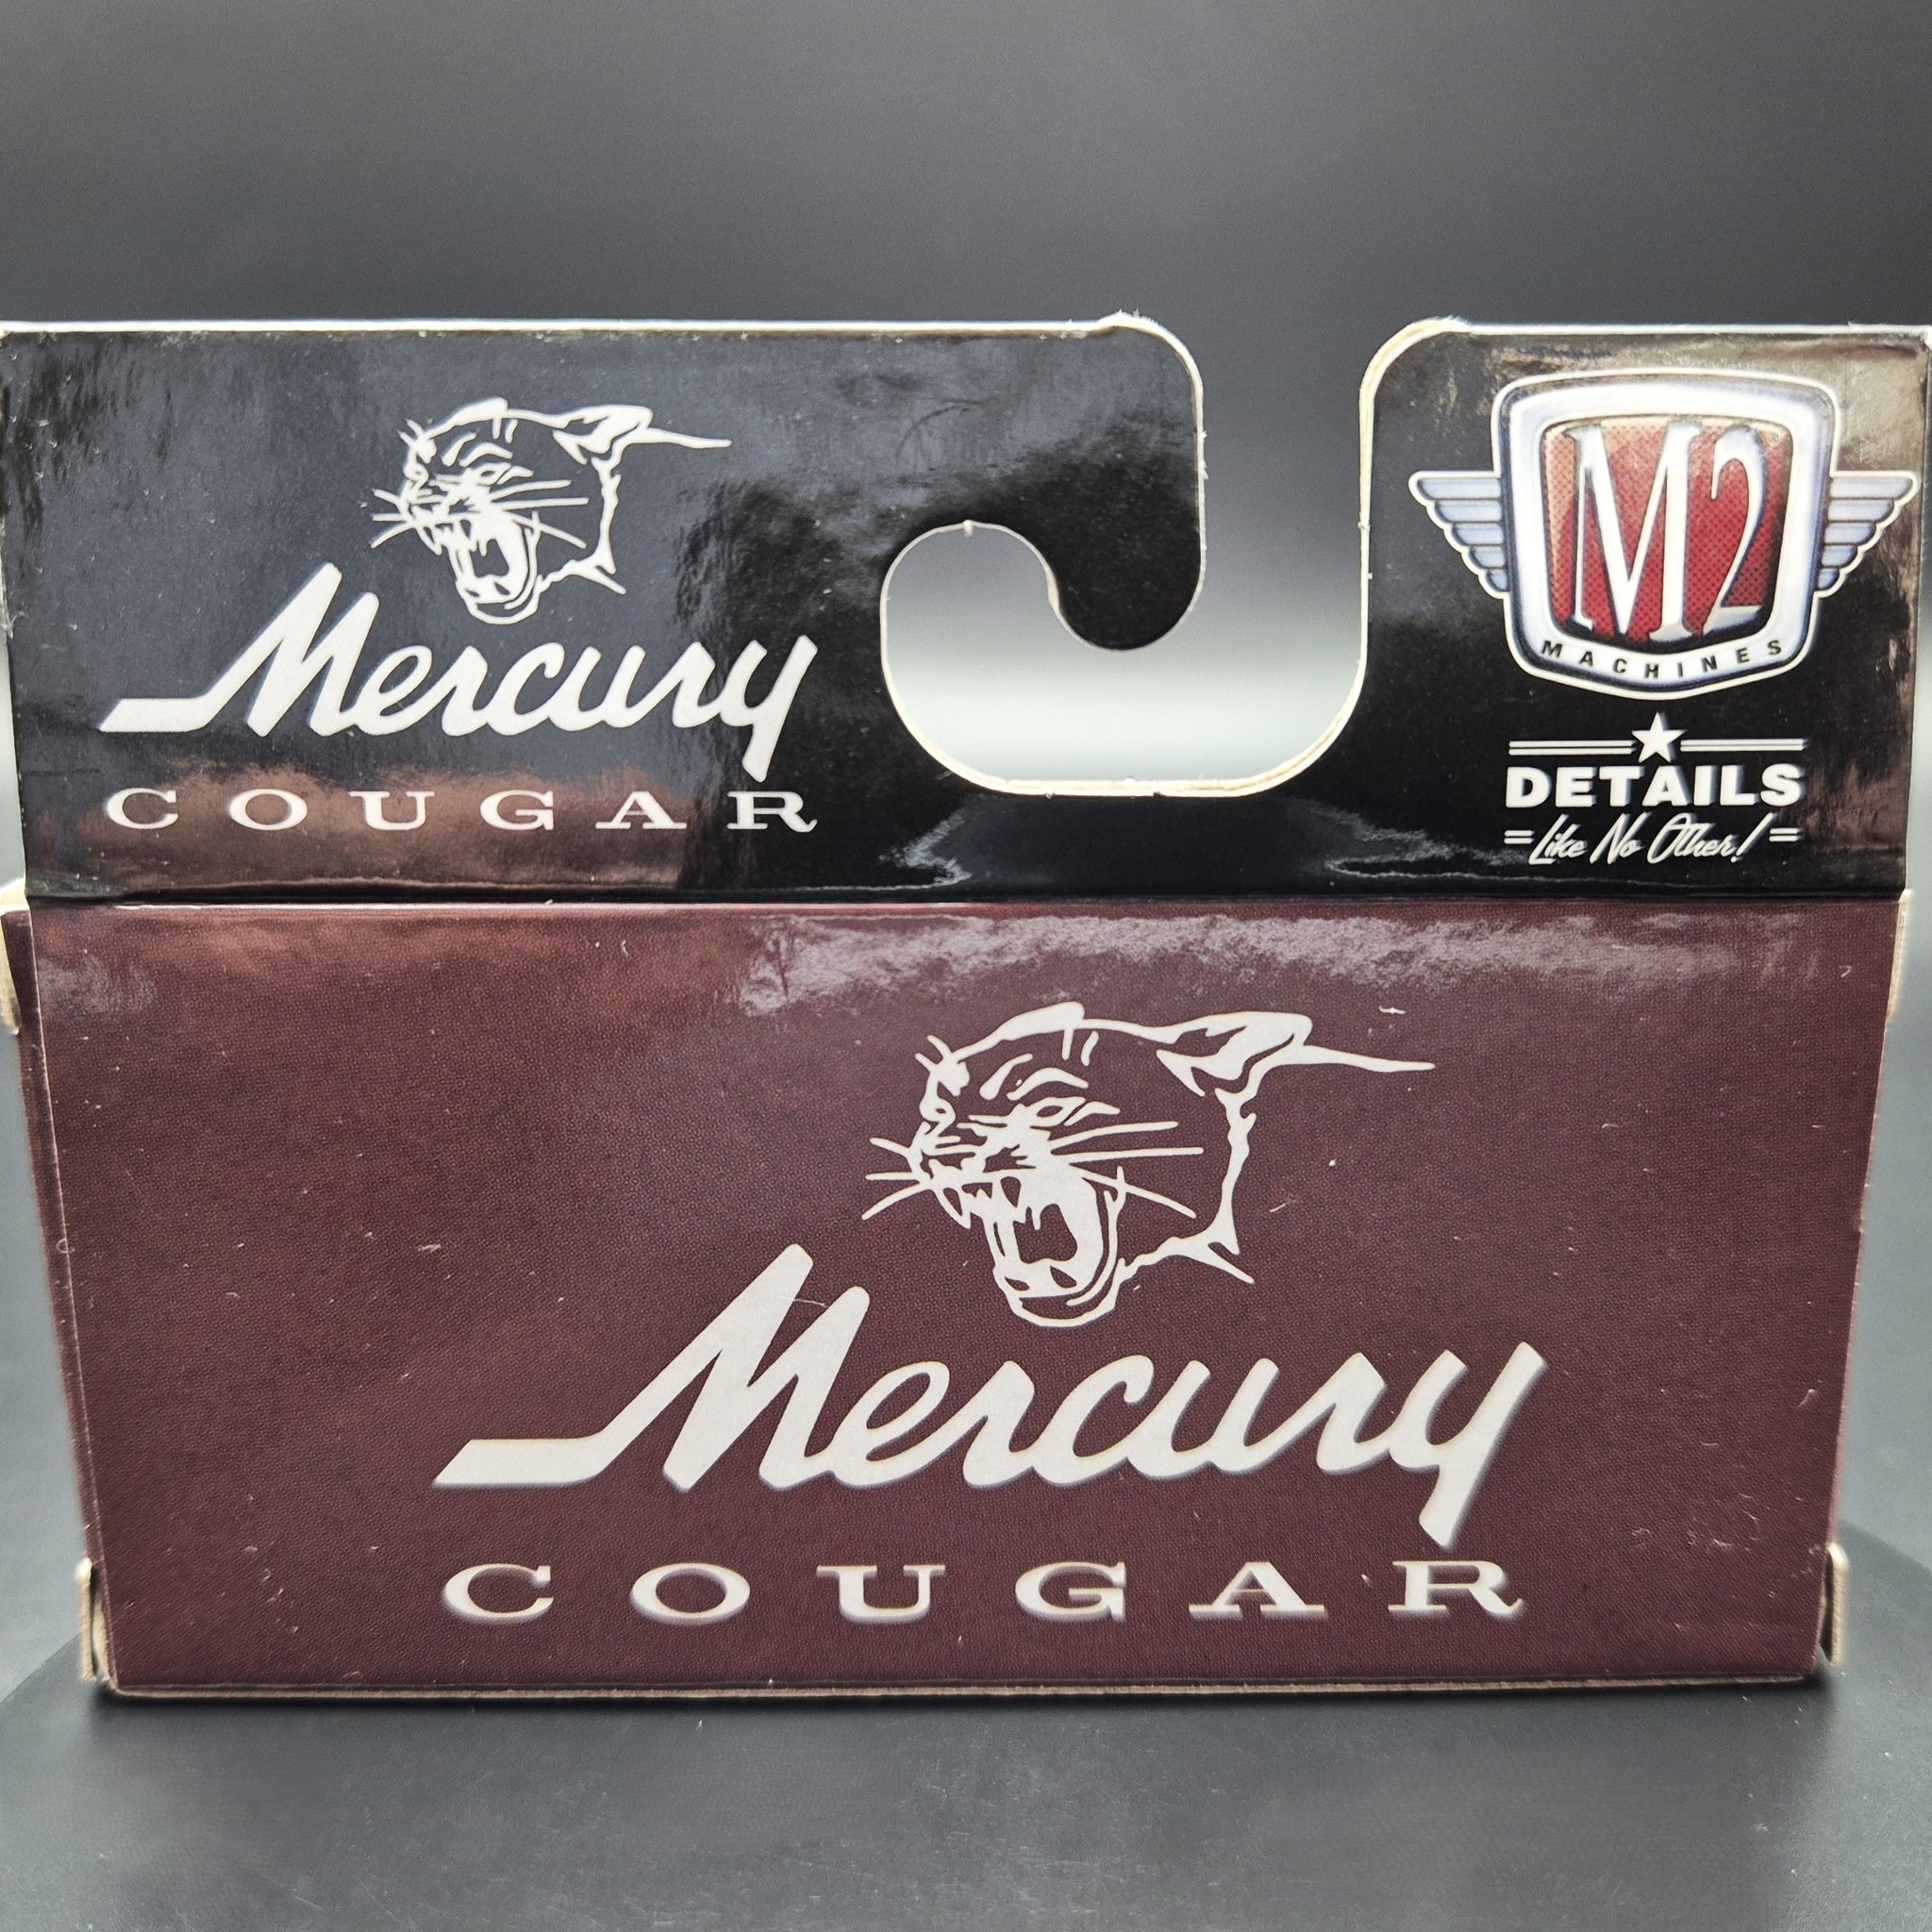 Mercury
COUGAR
M2
MACHINES
DETAILS
Like No Other!
Mercury
COUGAR